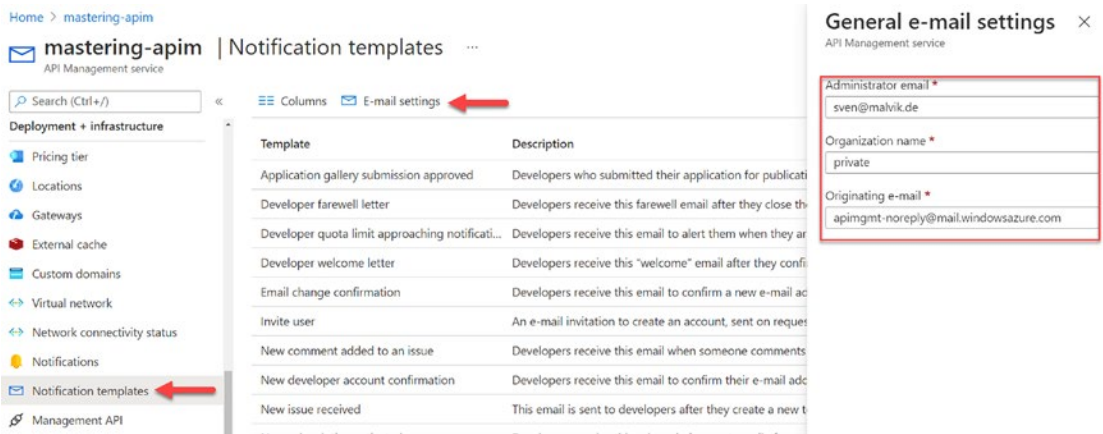 Home > mastering-apim
mastering-apim | Notification templates ...
API Management service
Search (Ctrl+/)
«
Deployment + infrastructure
Pricing tier
Locations
Gateways
External cache
Custom domains
Virtual network
Network connectivity status
Notifications
Notification templates
Management API
Columns E-mail settings
Template Description
Application gallery submission approved Developers who submitted their application for publicati
Developer farewell letter Developers receive this farewell email after they close th
Developer quota limit approaching notificati... Developers receive this email to alert them when they ar
Developer welcome letter Developers receive this "welcome" email after they confi
Email change confirmation Developers receive this email to confirm a new e-mail ad
Invite user An e-mail invitation to create an account, sent on reques
New comment added to an issue Developers receive this email when someone comments
New developer account confirmation Developers receive this email to confirm their e-mail add
New issue received This email is sent to developers after they create a new t
General e-mail settings ×
API Management service
Administrator email *
sven@malvik.de
Organization name *
private
Originating e-mail *
apimgmt-noreply@mail.windowsazure.com